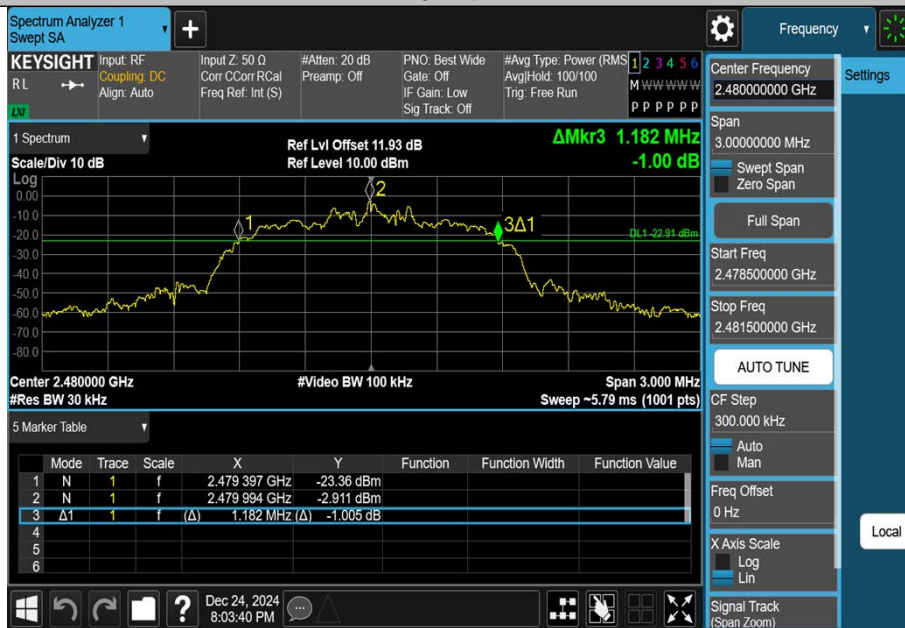 Spectrum Analyzer 1
Swept SA
+
Frequency
KEYSIGHT
RL
LXI
Input: RF
Coupling: DC
Align: Auto
Input Z: 50 Ω
Corr CCorr RCal
Freq Ref: Int (S)
#Atten: 20 dB
Preamp: Off
PNO: Best Wide
Gate: Off
IF Gain: Low
Sig Track: Off
#Avg Type: Power (RMS
Avg|Hold: 100/100
Trig: Free Run
1 2 3 4 5 6
M W W W W W
P P P P P P
1 Spectrum
Scale/Div 10 dB
Ref Lvl Offset 11.93 dB
Ref Level 10.00 dBm
ΔMkr3 1.182 MHz
-1.00 dB
Log
0.00
-10.0
-20.0
-30.0
-40.0
-50.0
-60.0
-70.0
-80.0
1
2
3Δ1
DL1 -22.91 dBm
Center 2.480000 GHz
#Video BW 100 kHz
Span 3.000 MHz
#Res BW 30 kHz
Sweep ~5.79 ms (1001 pts)
5 Marker Table
Mode Trace Scale X Y Function Function Width Function Value
1 N 1 f 2.479 397 GHz -23.36 dBm
2 N 1 f 2.479 994 GHz -2.911 dBm
3 Δ1 1 f (Δ) 1.182 MHz (Δ) -1.005 dB
4
5
6
?
Dec 24, 2024
8:03:40 PM
Center Frequency
2.480000000 GHz
Settings
Span
3.00000000 MHz
Swept Span
Zero Span
Full Span
Start Freq
2.478500000 GHz
Stop Freq
2.481500000 GHz
AUTO TUNE
CF Step
300.000 kHz
Auto
Man
Freq Offset
0 Hz
Local
X Axis Scale
Log
Lin
Signal Track
(Span Zoom)